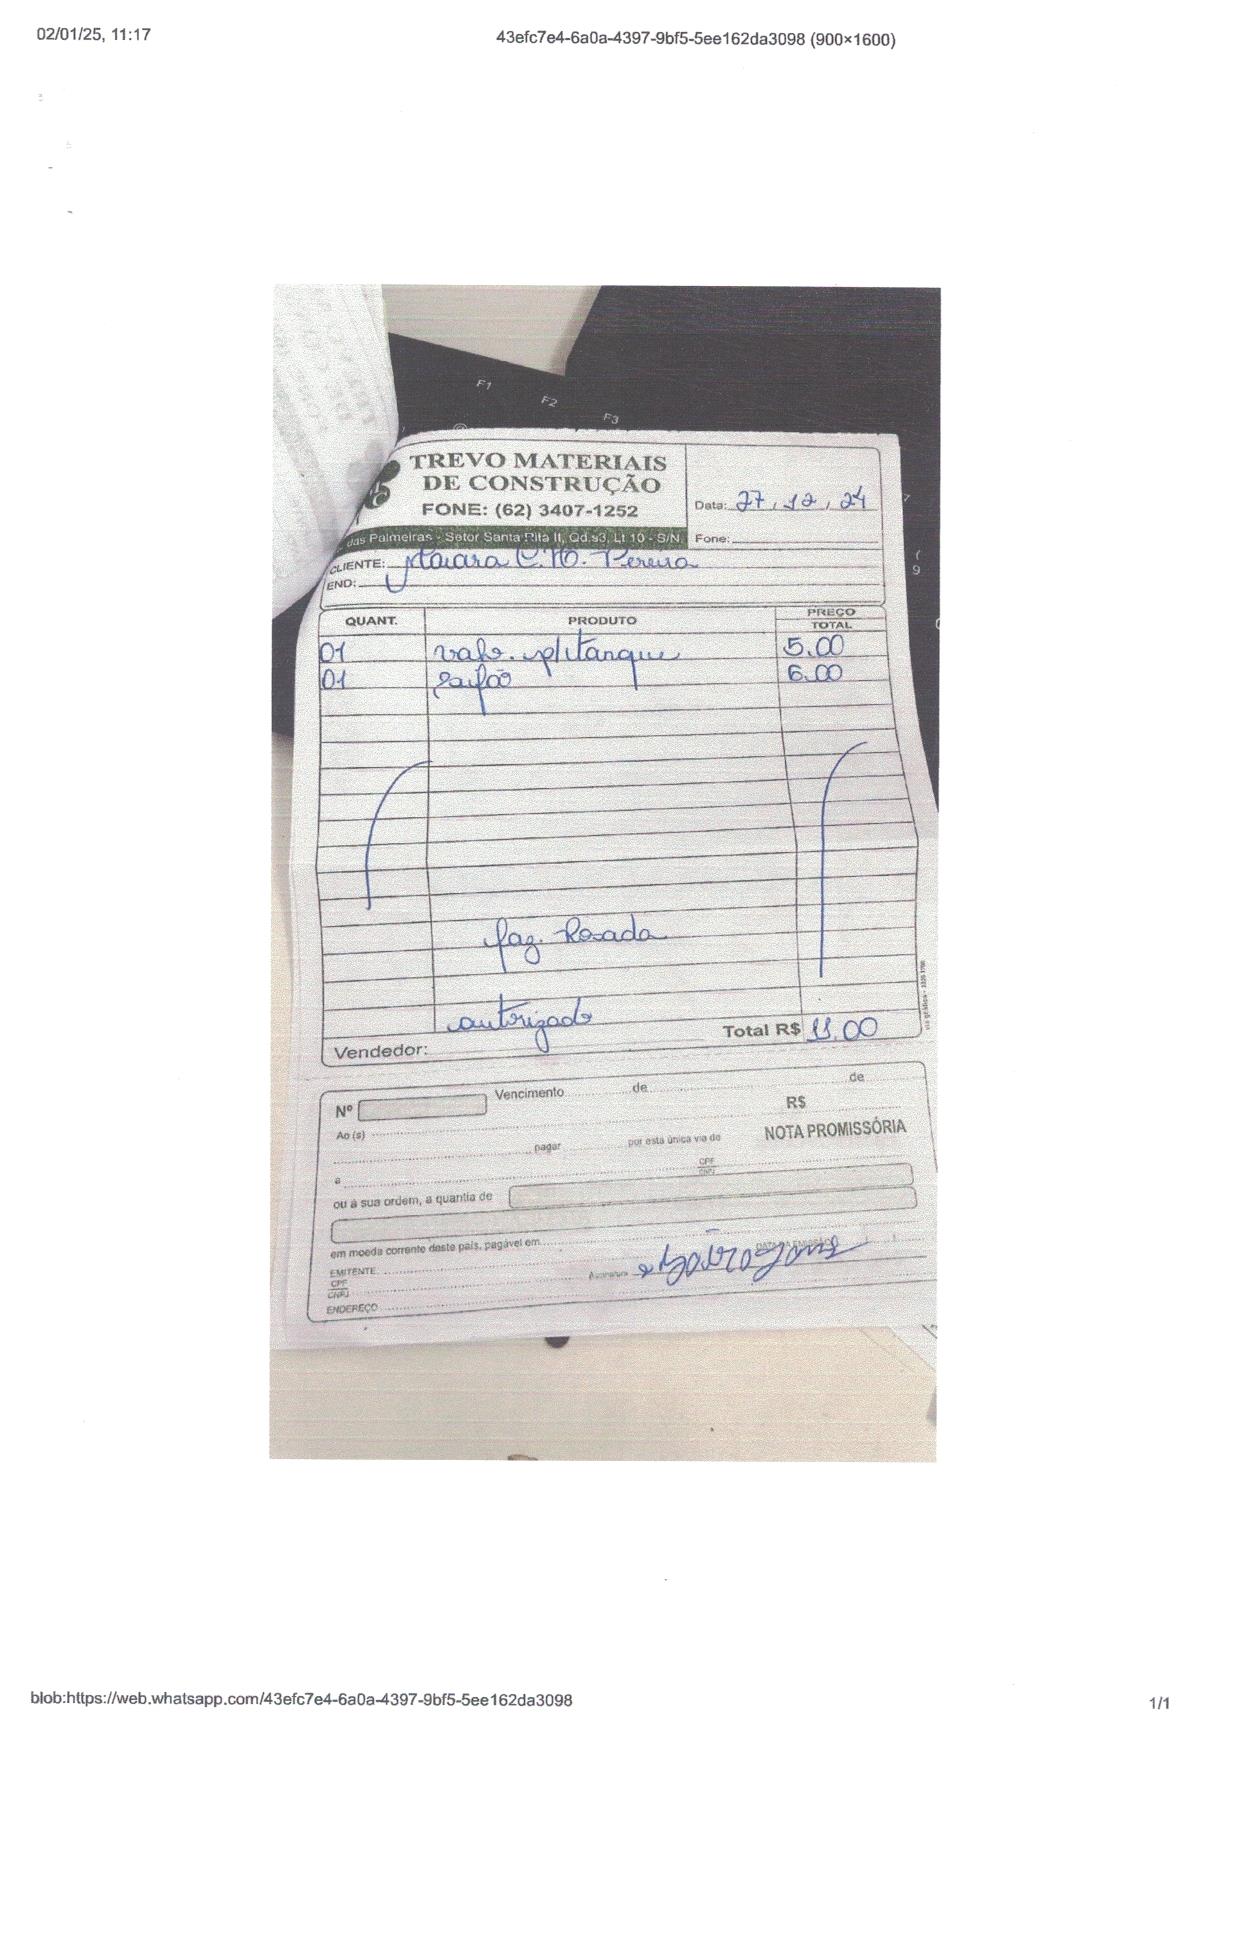 02/01/25, 11:17
43efc7e4-6a0a-4397-9bf5-5ee162da3098 (900×1600)
F1
F2
F3
TREVO MATERIAIS
DE CONSTRUÇÃO
FONE: (62) 3407-1252
das Palmeiras - Setor Santa Rita II, Qd.s3, Lt 10 - S/N
Data: 27, 12, 24
Fone:
CLIENTE: Maiara C. M. Pereira
END:
QUANT. PRODUTO PREÇO
TOTAL
01 valv. p/ tanque 5.00
01 sifão 6.00
faz. Rosada
autorizado
Vendedor: Total R$ 11.00
Nº Vencimento de de
R$
Ao (s)
pagar por esta única via de NOTA PROMISSÓRIA
a CPF
CNPJ
ou à sua ordem, a quantia de
em moeda corrente deste país, pagável em
DATA DA EMISSÃO
EMITENTE
CPF
CNPJ
Assinatura
ENDEREÇO
blob:https://web.whatsapp.com/43efc7e4-6a0a-4397-9bf5-5ee162da3098
1/1